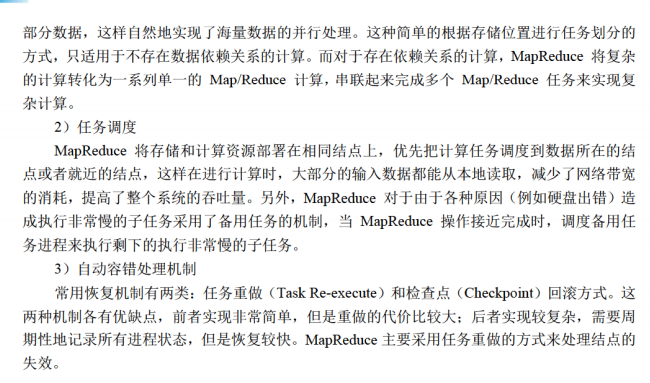 部分数据，这样自然地实现了海量数据的并行处理。这种简单的根据存储位置进行任务划分的
方式，只适用于不存在数据依赖关系的计算。而对于存在依赖关系的计算，MapReduce 将复杂
的计算转化为一系列单一的 Map/Reduce 计算，串联起来完成多个 Map/Reduce 任务来实现复
杂计算。
2）任务调度
MapReduce 将存储和计算资源部署在相同结点上，优先把计算任务调度到数据所在的结
点或者就近的结点，这样在进行计算时，大部分的输入数据都能从本地读取，减少了网络带宽
的消耗，提高了整个系统的吞吐量。另外，MapReduce 对于由于各种原因（例如硬盘出错）造
成执行非常慢的子任务采用了备用任务的机制，当 MapReduce 操作接近完成时，调度备用任
务进程来执行剩下的执行非常慢的子任务。
3）自动容错处理机制
常用恢复机制有两类：任务重做（Task Re-execute）和检查点（Checkpoint）回滚方式。这
两种机制各有优缺点，前者实现非常简单，但是重做的代价比较大；后者实现较复杂，需要周
期性地记录所有进程状态，但是恢复较快。MapReduce 主要采用任务重做的方式来处理结点的
失效。